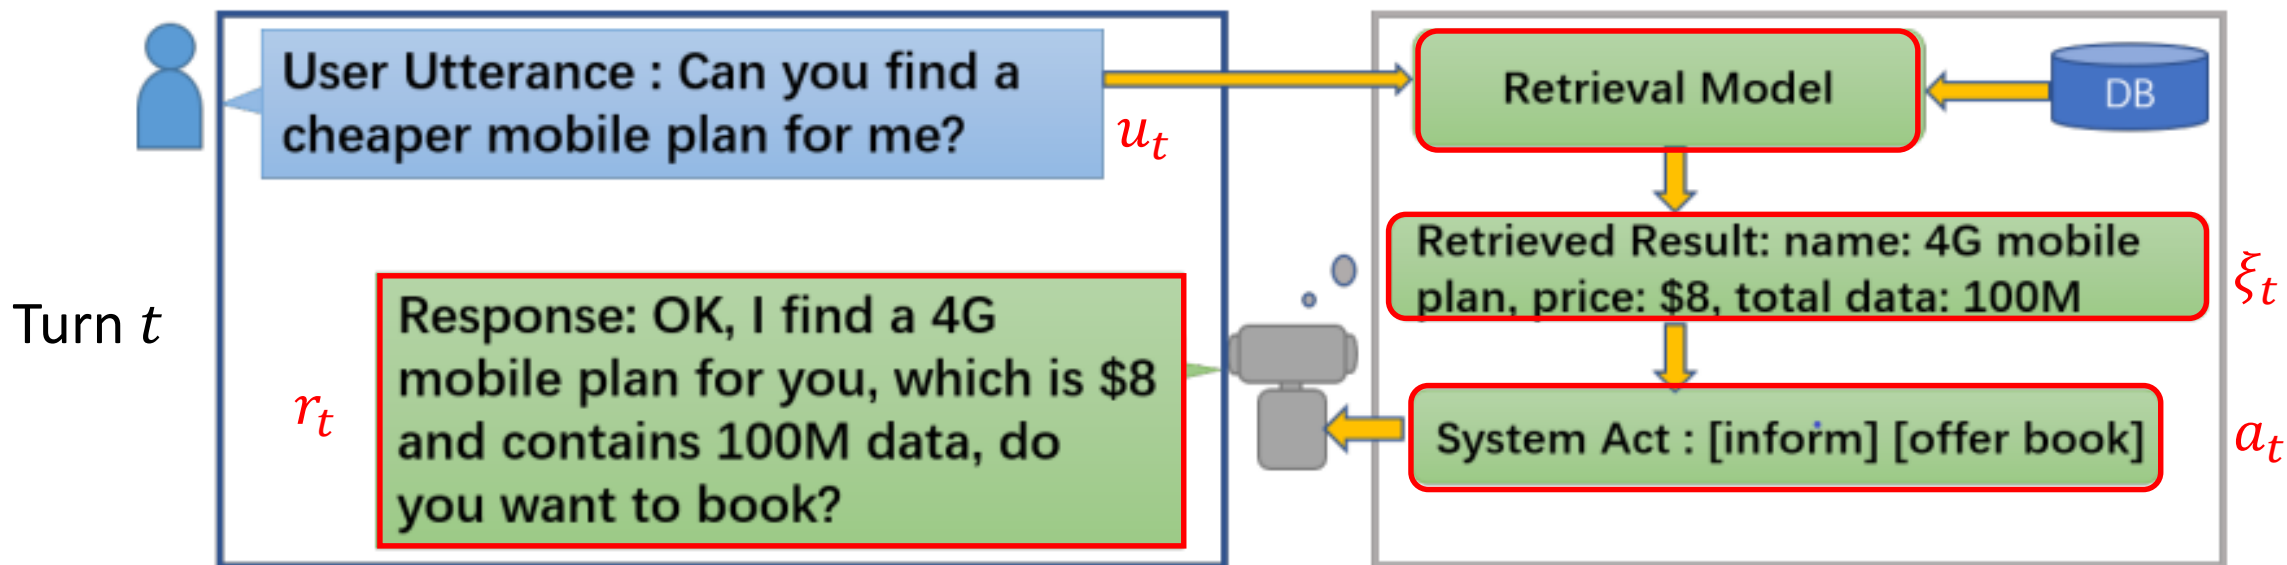 User Utterance : Can you find a
cheaper mobile plan for me?
u_t
Retrieval Model
DB
Retrieved Result: name: 4G mobile
plan, price: $8, total data: 100M
ξ_t
Turn t
r_t
Response: OK, I find a 4G
mobile plan for you, which is $8
and contains 100M data, do
you want to book?
System Act : [inform] [offer book]
a_t